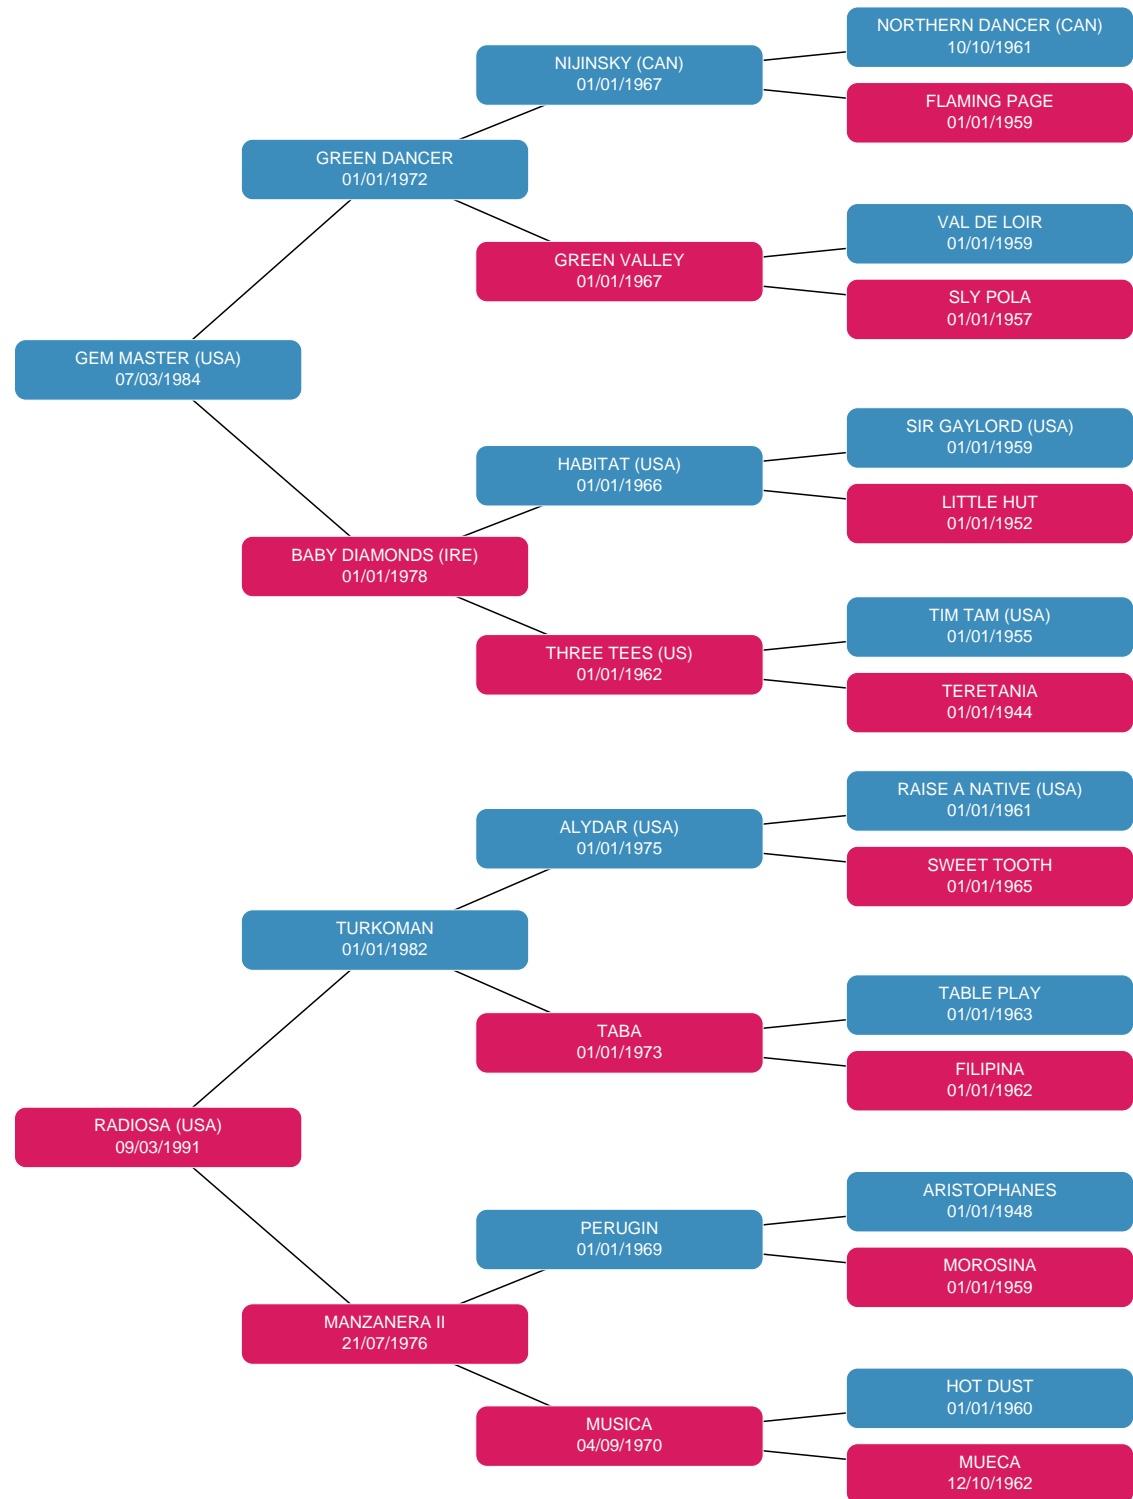 NORTHERN DANCER (CAN)
10/10/1961
NIJINSKY (CAN)
01/01/1967
FLAMING PAGE
01/01/1959
GREEN DANCER
01/01/1972
VAL DE LOIR
01/01/1959
GREEN VALLEY
01/01/1967
SLY POLA
01/01/1957
GEM MASTER (USA)
07/03/1984
SIR GAYLORD (USA)
01/01/1959
HABITAT (USA)
01/01/1966
LITTLE HUT
01/01/1952
BABY DIAMONDS (IRE)
01/01/1978
TIM TAM (USA)
01/01/1955
THREE TEES (US)
01/01/1962
TERETANIA
01/01/1944
RAISE A NATIVE (USA)
01/01/1961
ALYDAR (USA)
01/01/1975
SWEET TOOTH
01/01/1965
TURKOMAN
01/01/1982
TABLE PLAY
01/01/1963
TABA
01/01/1973
FILIPINA
01/01/1962
RADIOSA (USA)
09/03/1991
ARISTOPHANES
01/01/1948
PERUGIN
01/01/1969
MOROSINA
01/01/1959
MANZANERA II
21/07/1976
HOT DUST
01/01/1960
MUSICA
04/09/1970
MUECA
12/10/1962